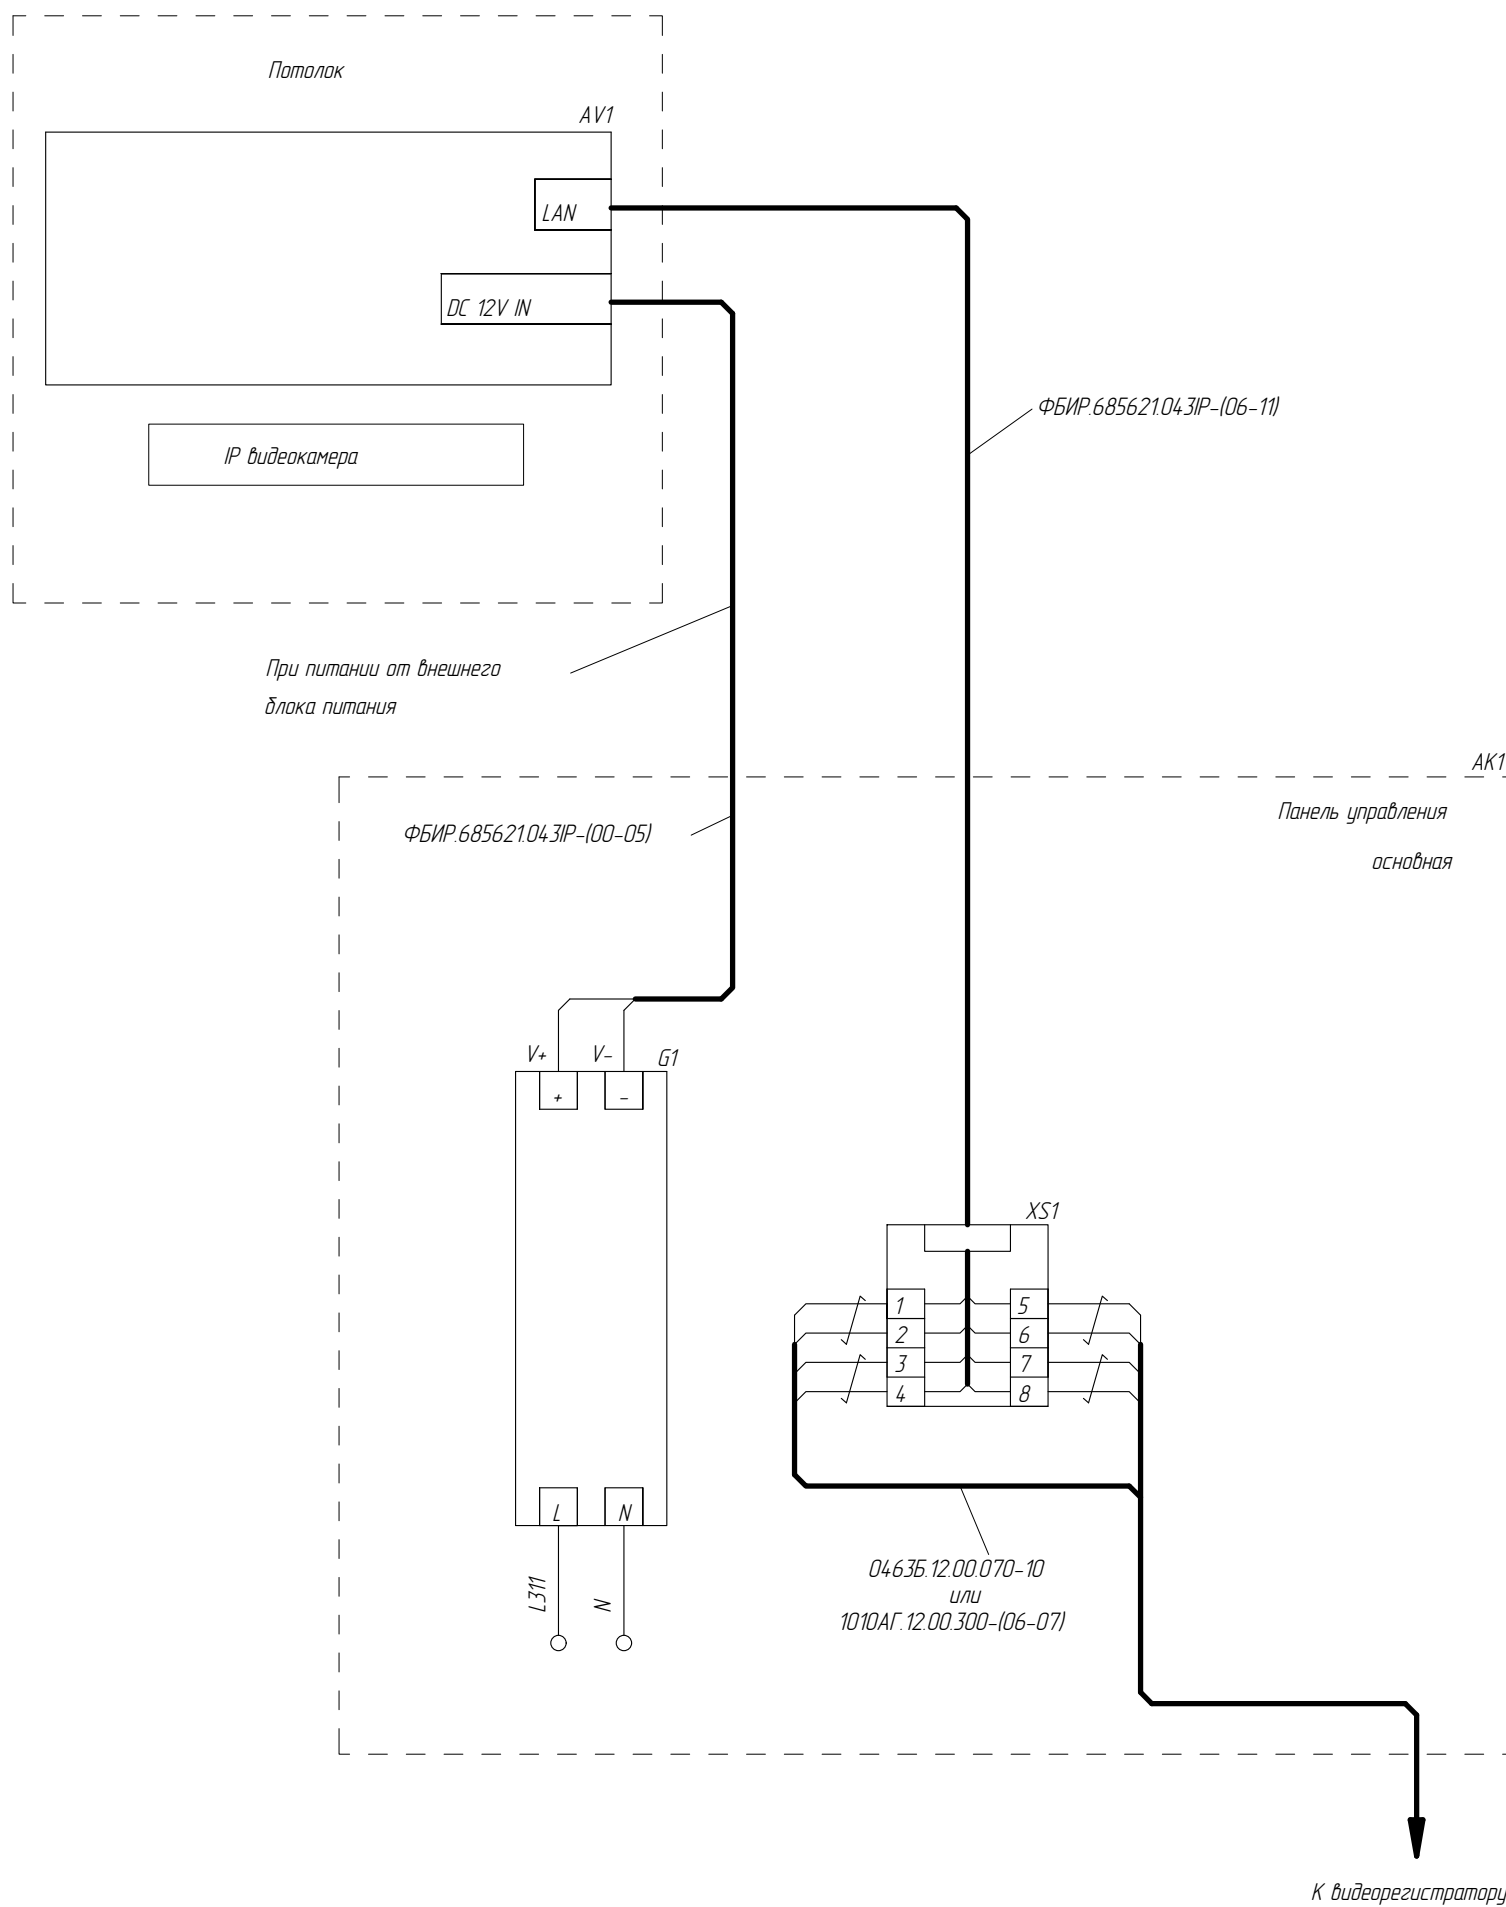 Потолок
AV1
LAN
DC 12V IN
ФБИР.685621.043IP-(06-11)
IP видеокамера
При питании от внешнего
блока питания
AK1
Панель управления
основная
ФБИР.685621.043IP-(00-05)
V+
V-
G1
+
-
XS1
1
5
2
6
3
7
4
8
L
N
L311
N
0463Б.12.00.070-10
или
1010АГ.12.00.300-(06-07)
К видеорегистратору